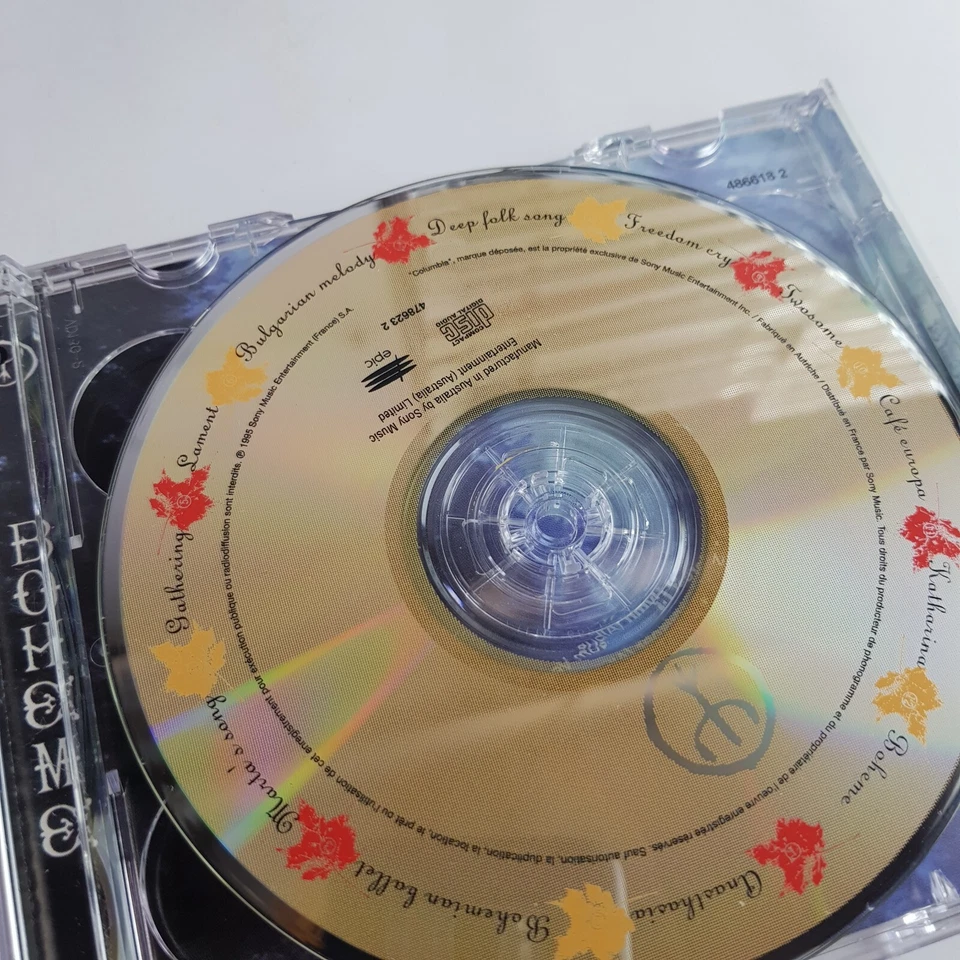 BOHEME
486618 2
Deep folk song
Freedom cry
Twosome
Café europa
Katharina
Boheme
Anasthasia
Bohemian ballet
Marta's song
Gathering
Lament
Bulgarian melody
"Columbia", marque déposée, est la propriété exclusive de Sony Music Entertainment Inc. / Fabriqué en Autriche / Distribué en France par Sony Music. Tous droits du producteur de phonogramme et du propriétaire de l'oeuvre enregistrée réservés. Sauf autorisation, la duplication, la location, le prêt ou l'utilisation de cet enregistrement pour exécution publique ou radiodiffusion sont interdits. ℗ 1995 Sony Music Entertainment (France) S.A.
478623 2
COMPACT
disc
DIGITAL AUDIO
epic
Manufactured in Australia by Sony Music
Entertainment (Australia) Limited